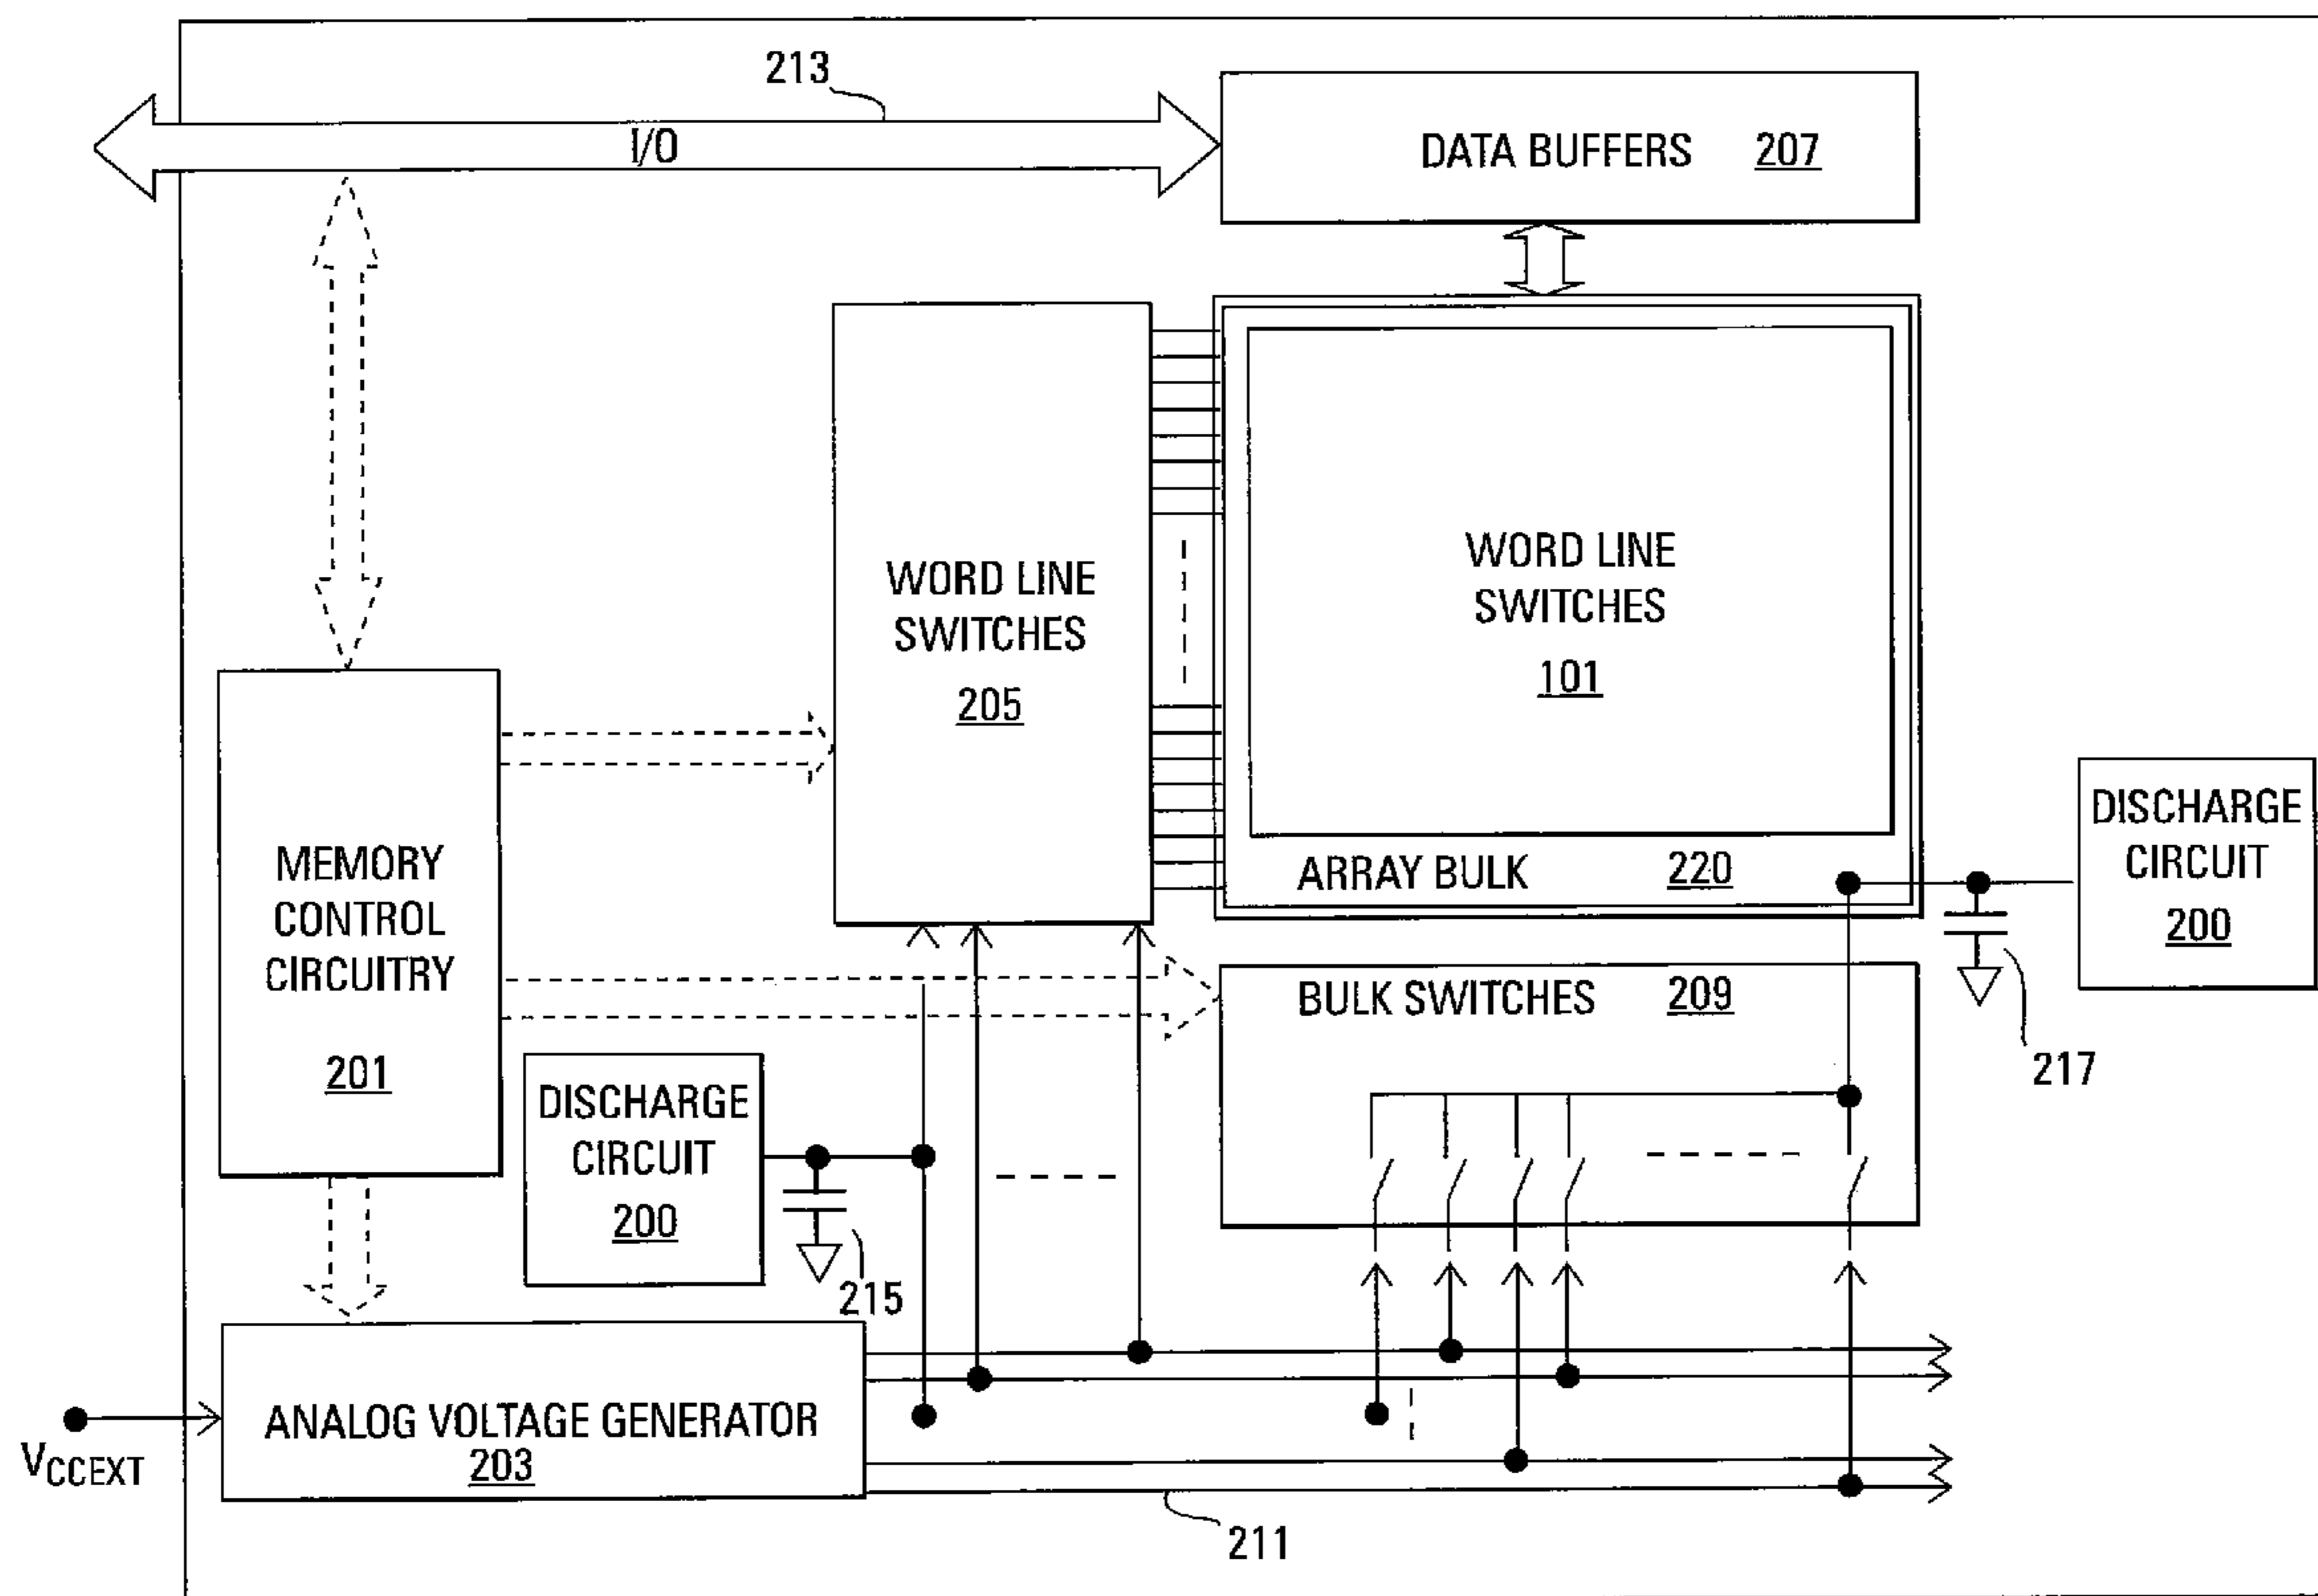 213
I/O
DATA BUFFERS 207
WORD LINE
SWITCHES
205
WORD LINE
SWITCHES
101
ARRAY BULK 220
DISCHARGE
CIRCUIT
200
MEMORY
CONTROL
CIRCUITRY
201
BULK SWITCHES 209
217
DISCHARGE
CIRCUIT
200
215
ANALOG VOLTAGE GENERATOR
203
VCCEXT
211